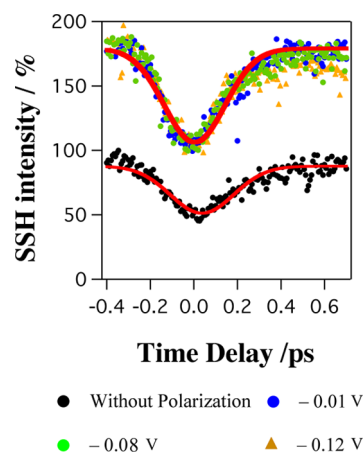 200
150
100
50
0
SSH intensity / %
-0.4 -0.2 0.0 0.2 0.4 0.6
Time Delay /ps
Without Polarization – 0.01 V
– 0.08 V – 0.12 V